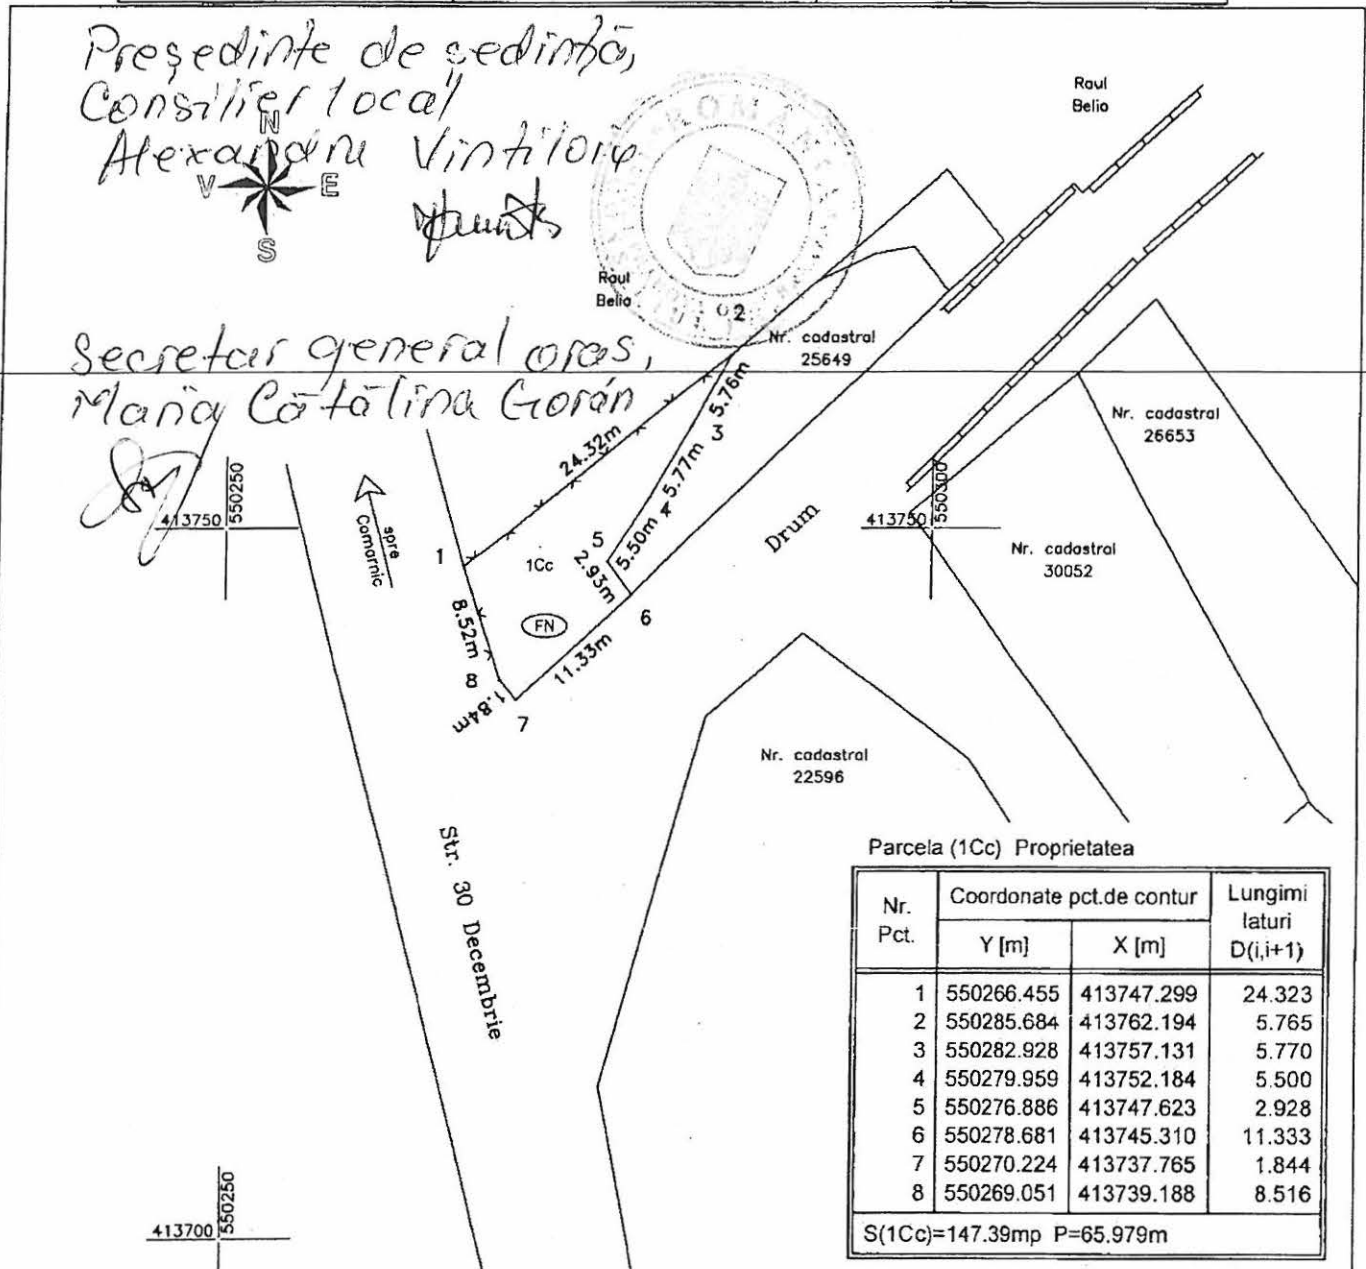 Președinte de ședință,
Consilier local
Alexandru Vintiloiu
N
V E
S
ROMANIA
Raul
Belia
Raul
Belia
Secretar general oraș,
Maria Cătălina Goran
2
Nr. cadastral
25649
Nr. cadastral
26653
24.32m
5.76m
3
5.77m
4
5.50m
5
2.93m
413750
550250
spre
Comarnic
1
1Cc
FN
8.52m
8
1.84m
7
11.33m
6
Drum
413750
550300
Nr. cadastral
30052
Nr. cadastral
22596
Str. 30 Decembrie
Parcela (1Cc) Proprietatea
Nr. Pct. Coordonate pct.de contur Lungimi laturi D(i,i+1)
Y [m] X [m]
1 550266.455 413747.299 24.323
2 550285.684 413762.194 5.765
3 550282.928 413757.131 5.770
4 550279.959 413752.184 5.500
5 550276.886 413747.623 2.928
6 550278.681 413745.310 11.333
7 550270.224 413737.765 1.844
8 550269.051 413739.188 8.516
S(1Cc)=147.39mp P=65.979m
413700
550250